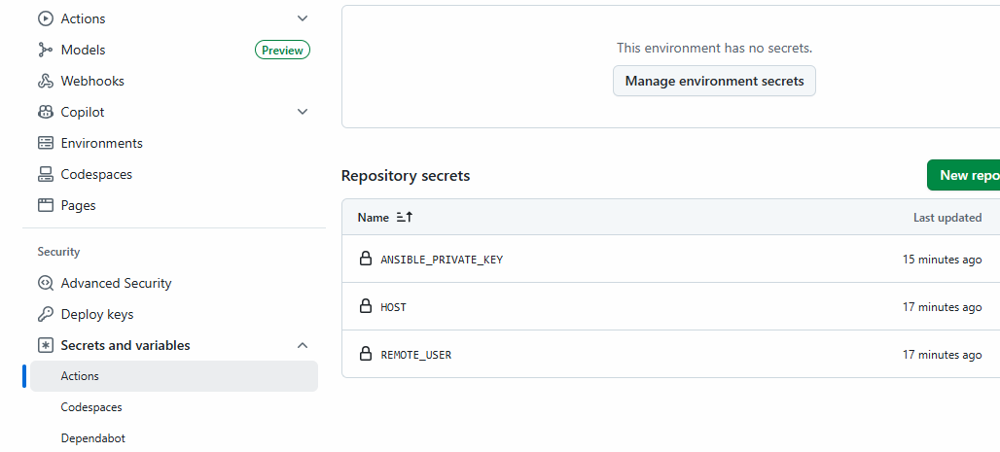 Actions
Models Preview
Webhooks
Copilot
Environments
Codespaces
Pages
Security
Advanced Security
Deploy keys
Secrets and variables
Actions
Codespaces
Dependabot
This environment has no secrets.
Manage environment secrets
Repository secrets
New repo
Name Last updated
ANSIBLE_PRIVATE_KEY 15 minutes ago
HOST 17 minutes ago
REMOTE_USER 17 minutes ago